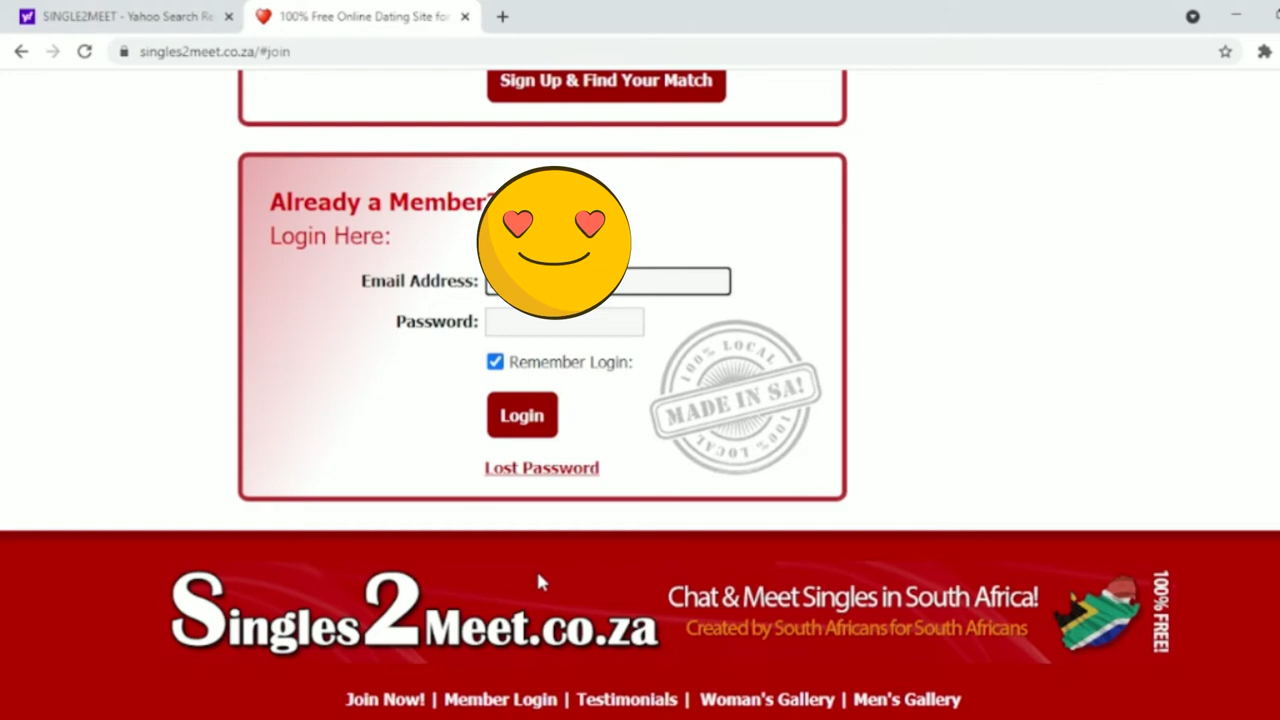 SINGLE2MEET - Yahoo Search Re
100% Free Online Dating Site for
singles2meet.co.za/#join
Sign Up & Find Your Match
Already a Member?
Login Here:
Email Address:
Password:
Remember Login:
Login
Lost Password
100% LOCAL
MADE IN SA!
100% LOCAL
Singles2Meet.co.za
Chat & Meet Singles in South Africa!
Created by South Africans for South Africans
100% FREE!
Join Now! | Member Login | Testimonials | Woman's Gallery | Men's Gallery